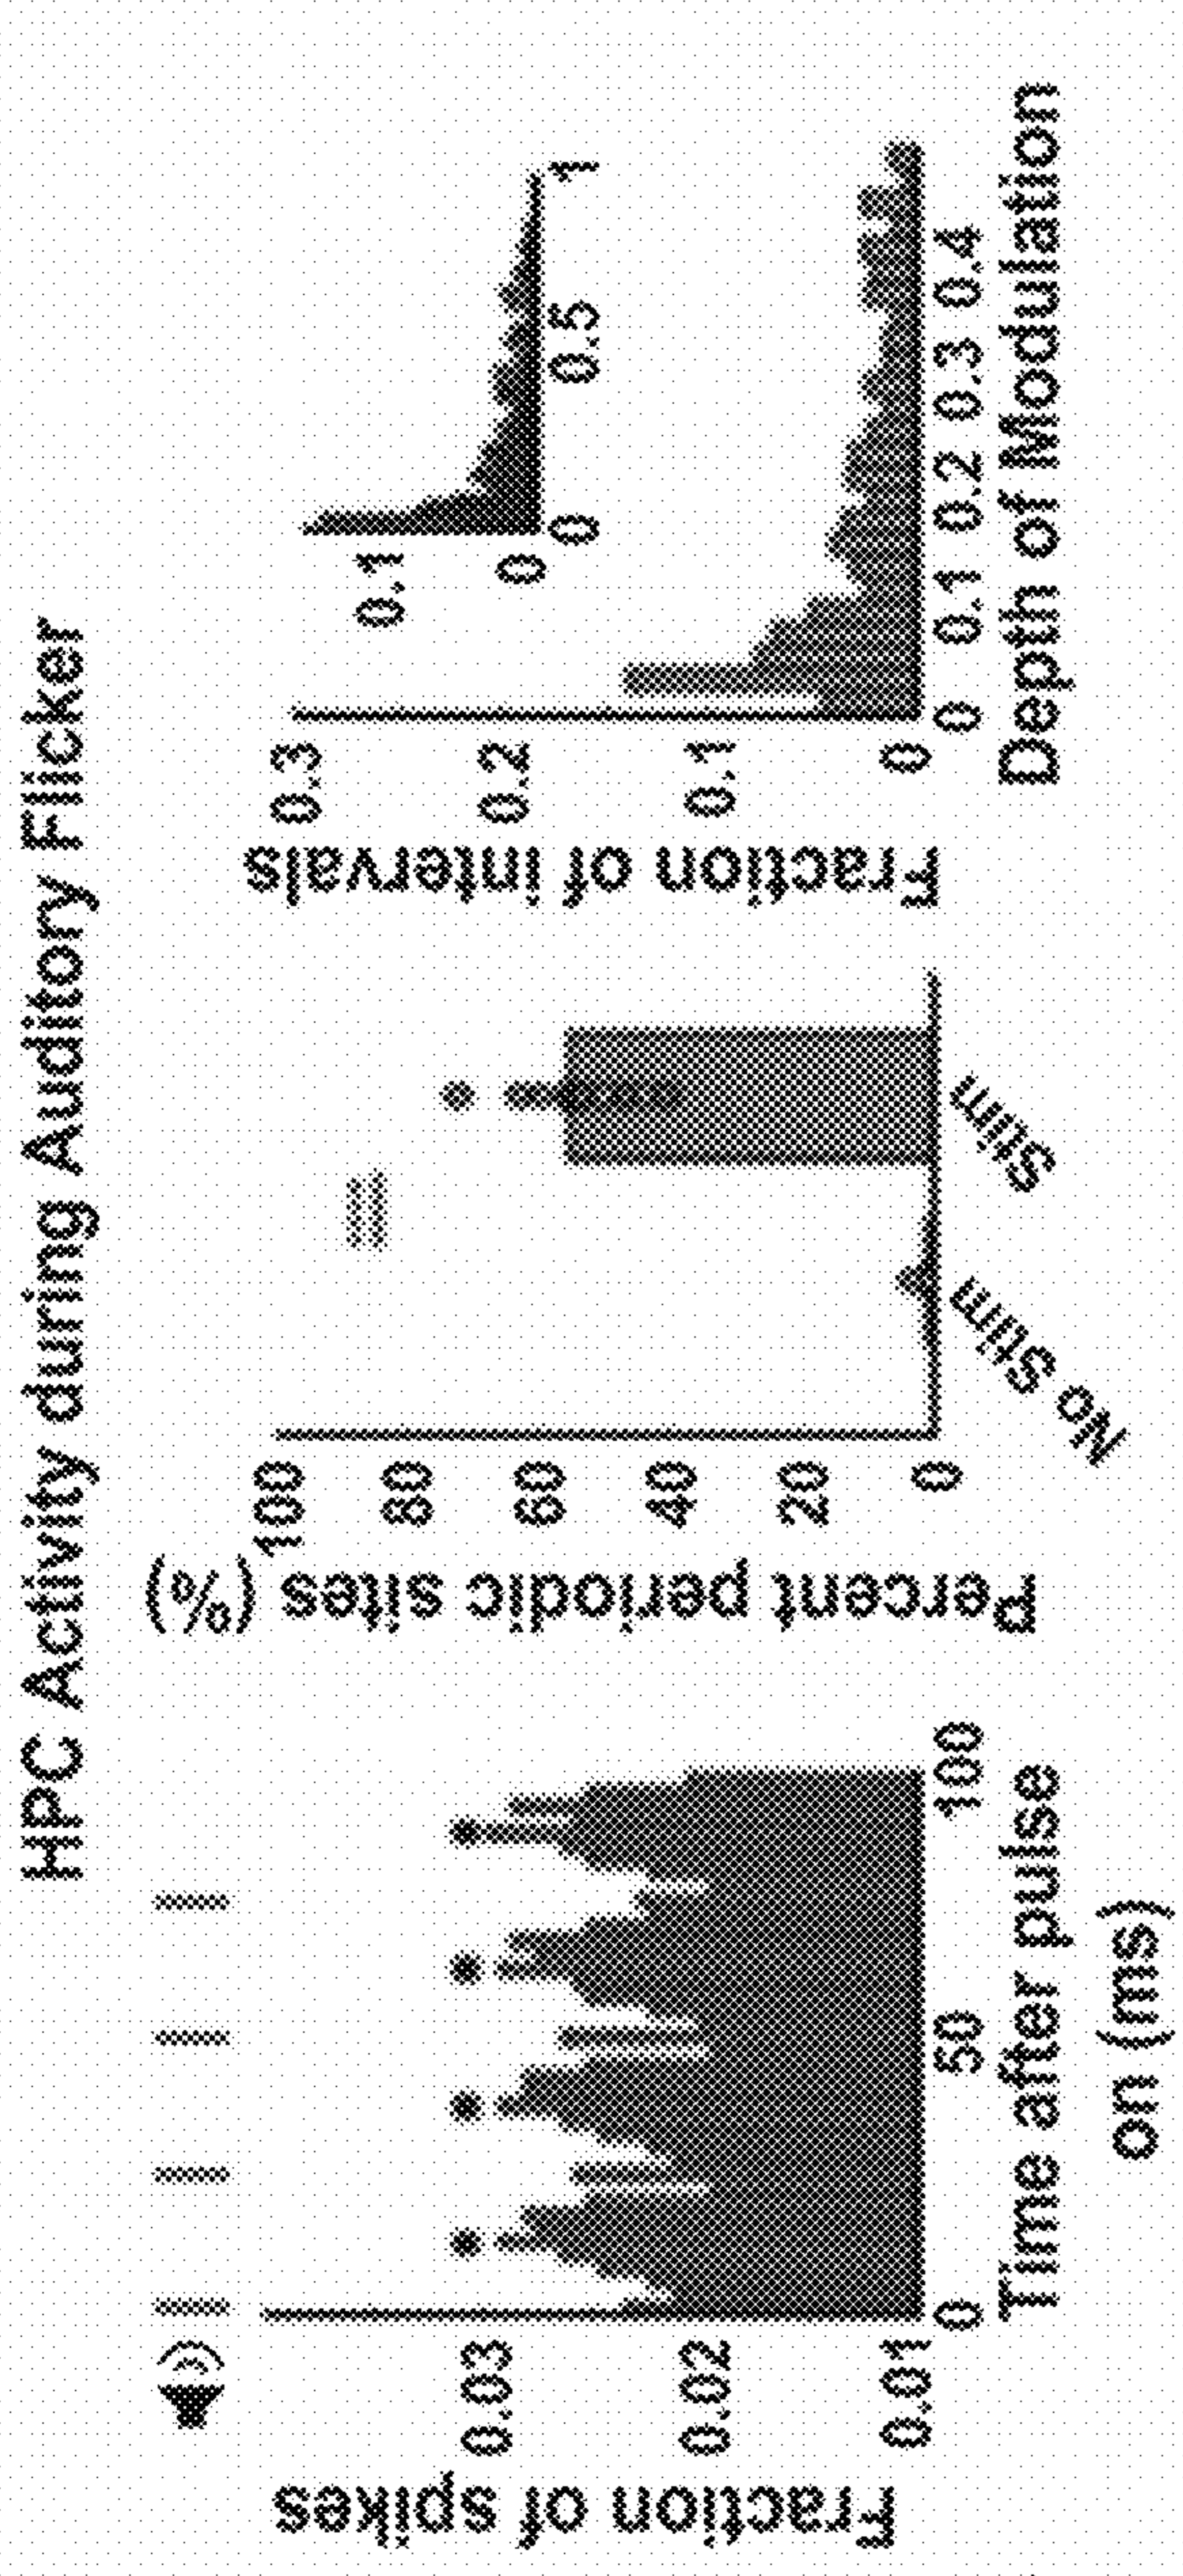 HPC Activity during Auditory Flicker
Fraction of spikes
0.03
0.02
0.01
0
50
100
Time after pulse
on (ms)
Percent periodic sites (%)
100
80
60
40
20
0
No Stim
Stim
Fraction of intervals
0.3
0.2
0.1
0
0
0.1
0.2
0.3
0.4
Depth of Modulation
0.1
0
0
0.5
1